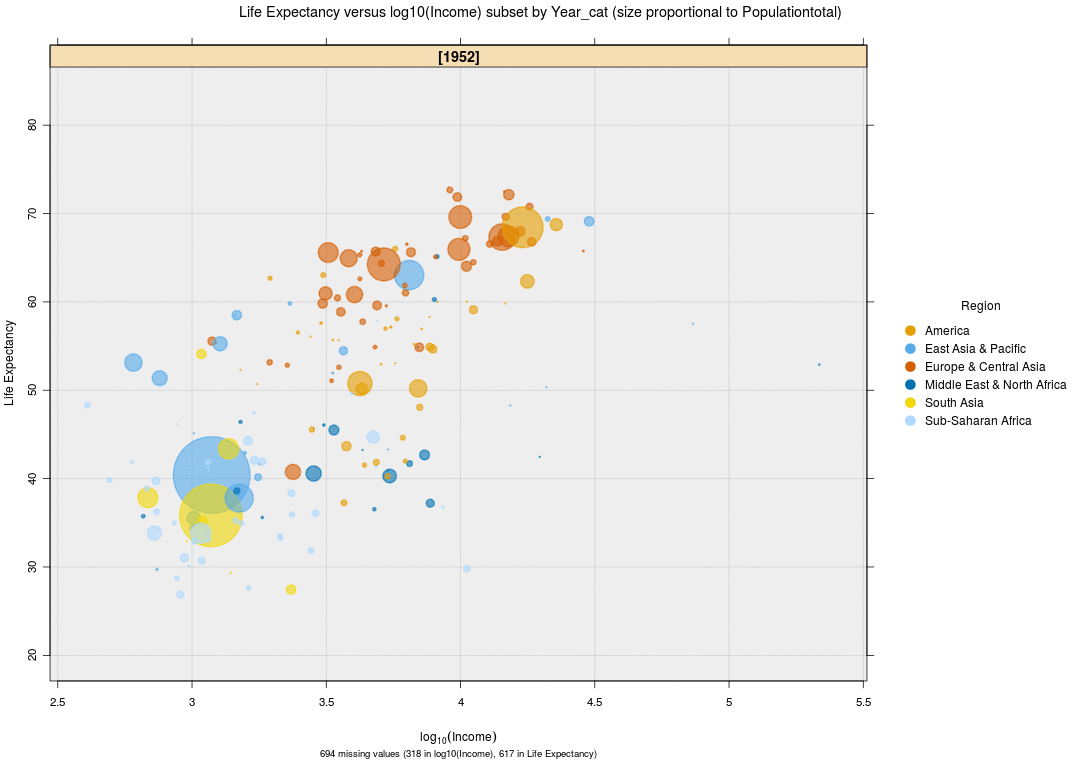 Life Expectancy versus log10(Income) subset by Year_cat (size proportional to Populationtotal)
[1952]
80
70
60
50
40
30
20
Life Expectancy
2.5 3 3.5 4 4.5 5 5.5
log10(Income)
694 missing values (318 in log10(Income), 617 in Life Expectancy)
Region
America
East Asia & Pacific
Europe & Central Asia
Middle East & North Africa
South Asia
Sub-Saharan Africa